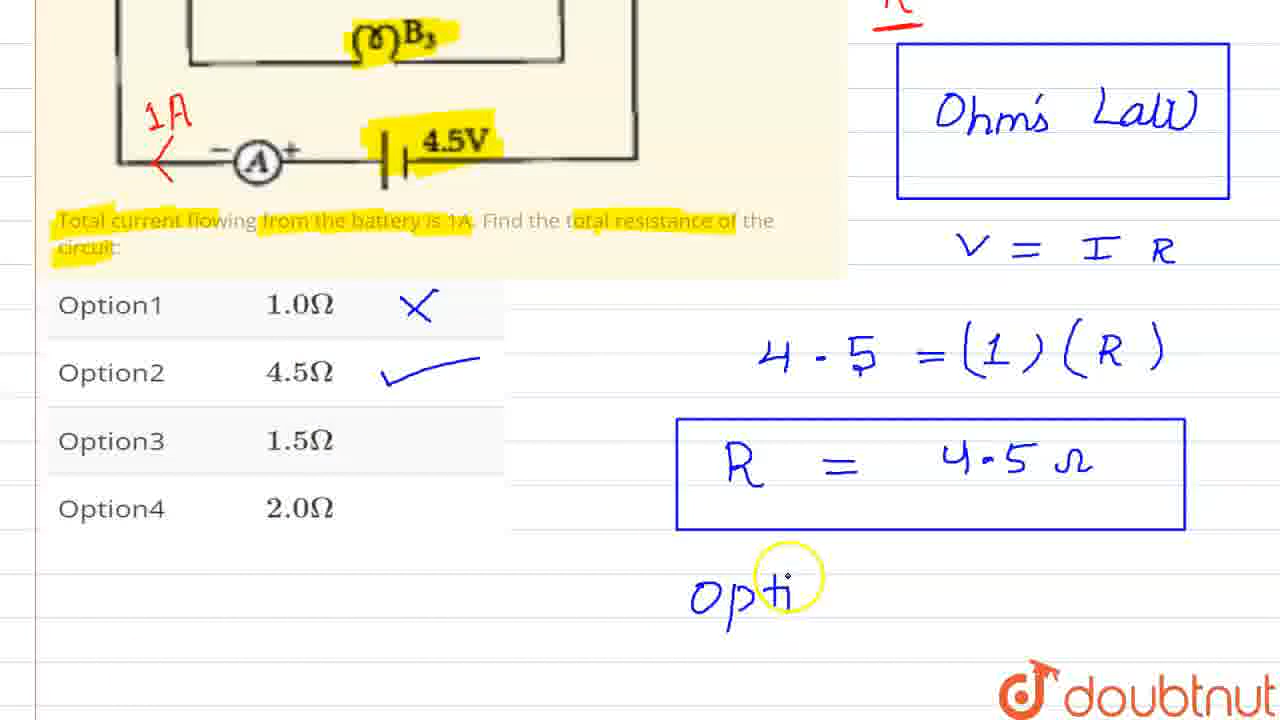 R
B3
Ohm's Law
1A
− A + 4.5V
Total current flowing from the battery is 1A. Find the total resistance of the
circuit:
V = I R
Option1 1.0Ω ×
4.5 = (1) (R)
Option2 4.5Ω ✓
Option3 1.5Ω
R = 4.5 Ω
Option4 2.0Ω
Opti
doubtnut